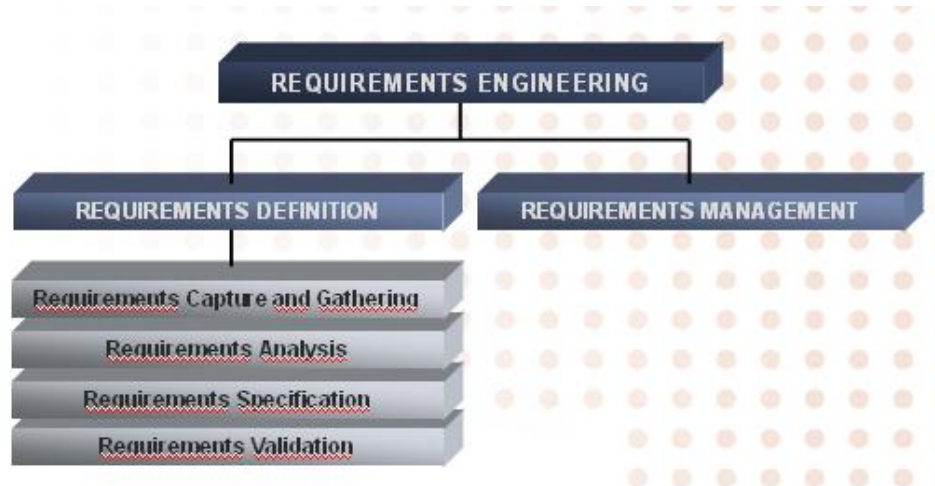 REQUIREMENTS ENGINEERING
REQUIREMENTS DEFINITION
REQUIREMENTS MANAGEMENT
Requirements Capture and Gathering
Requirements Analysis
Requirements Specification
Requirements Validation